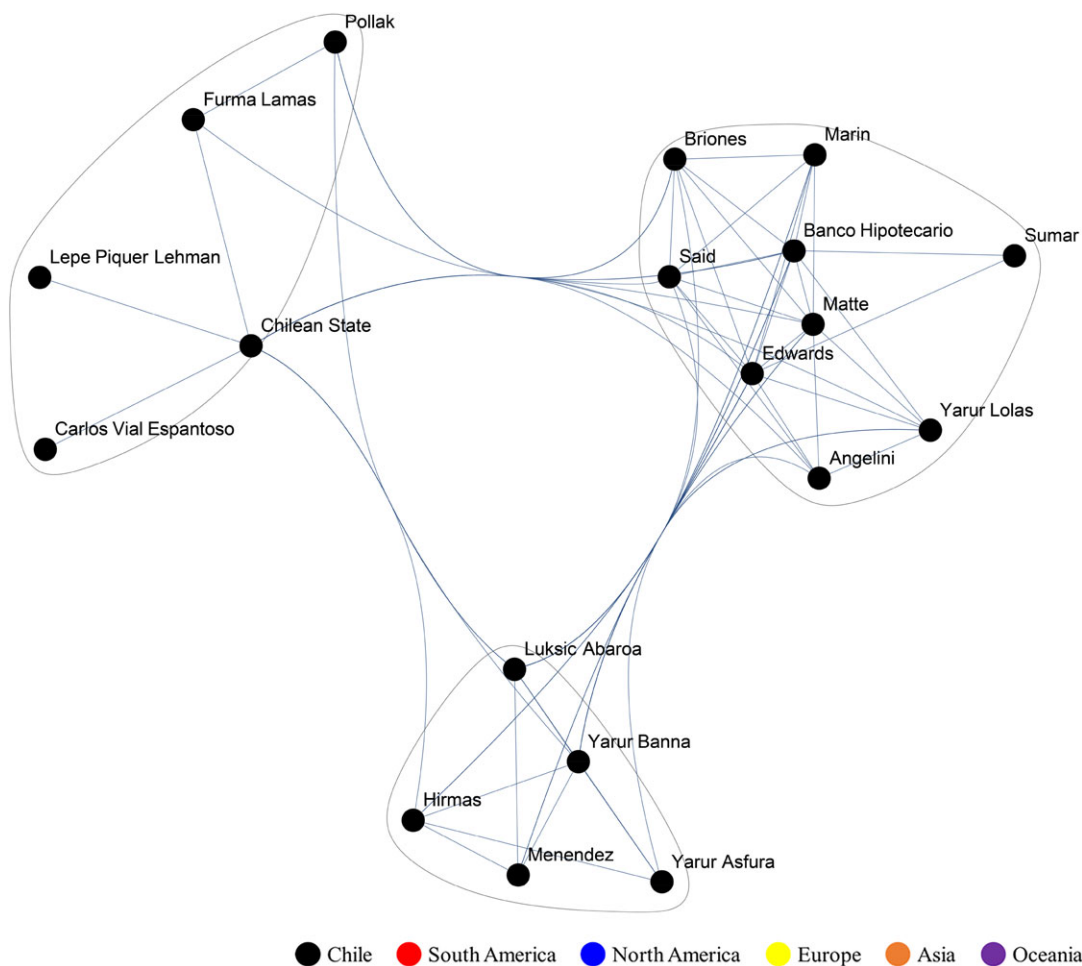 Pollak
Furma Lamas
Briones
Marin
Banco Hipotecario
Sumar
Lepe Piquer Lehman
Said
Matte
Chilean State
Edwards
Yarur Lolas
Carlos Vial Espantoso
Angelini
Luksic Abaroa
Yarur Banna
Hirmas
Menendez
Yarur Asfura
Chile South America North America Europe Asia Oceania